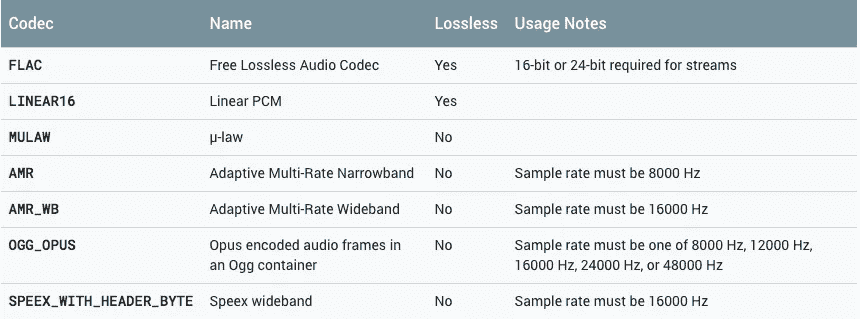 Codec Name Lossless Usage Notes
FLAC Free Lossless Audio Codec Yes 16-bit or 24-bit required for streams
LINEAR16 Linear PCM Yes
MULAW μ-law No
AMR Adaptive Multi-Rate Narrowband No Sample rate must be 8000 Hz
AMR_WB Adaptive Multi-Rate Wideband No Sample rate must be 16000 Hz
OGG_OPUS Opus encoded audio frames in No Sample rate must be one of 8000 Hz, 12000 Hz,
an Ogg container 16000 Hz, 24000 Hz, or 48000 Hz
SPEEX_WITH_HEADER_BYTE Speex wideband No Sample rate must be 16000 Hz